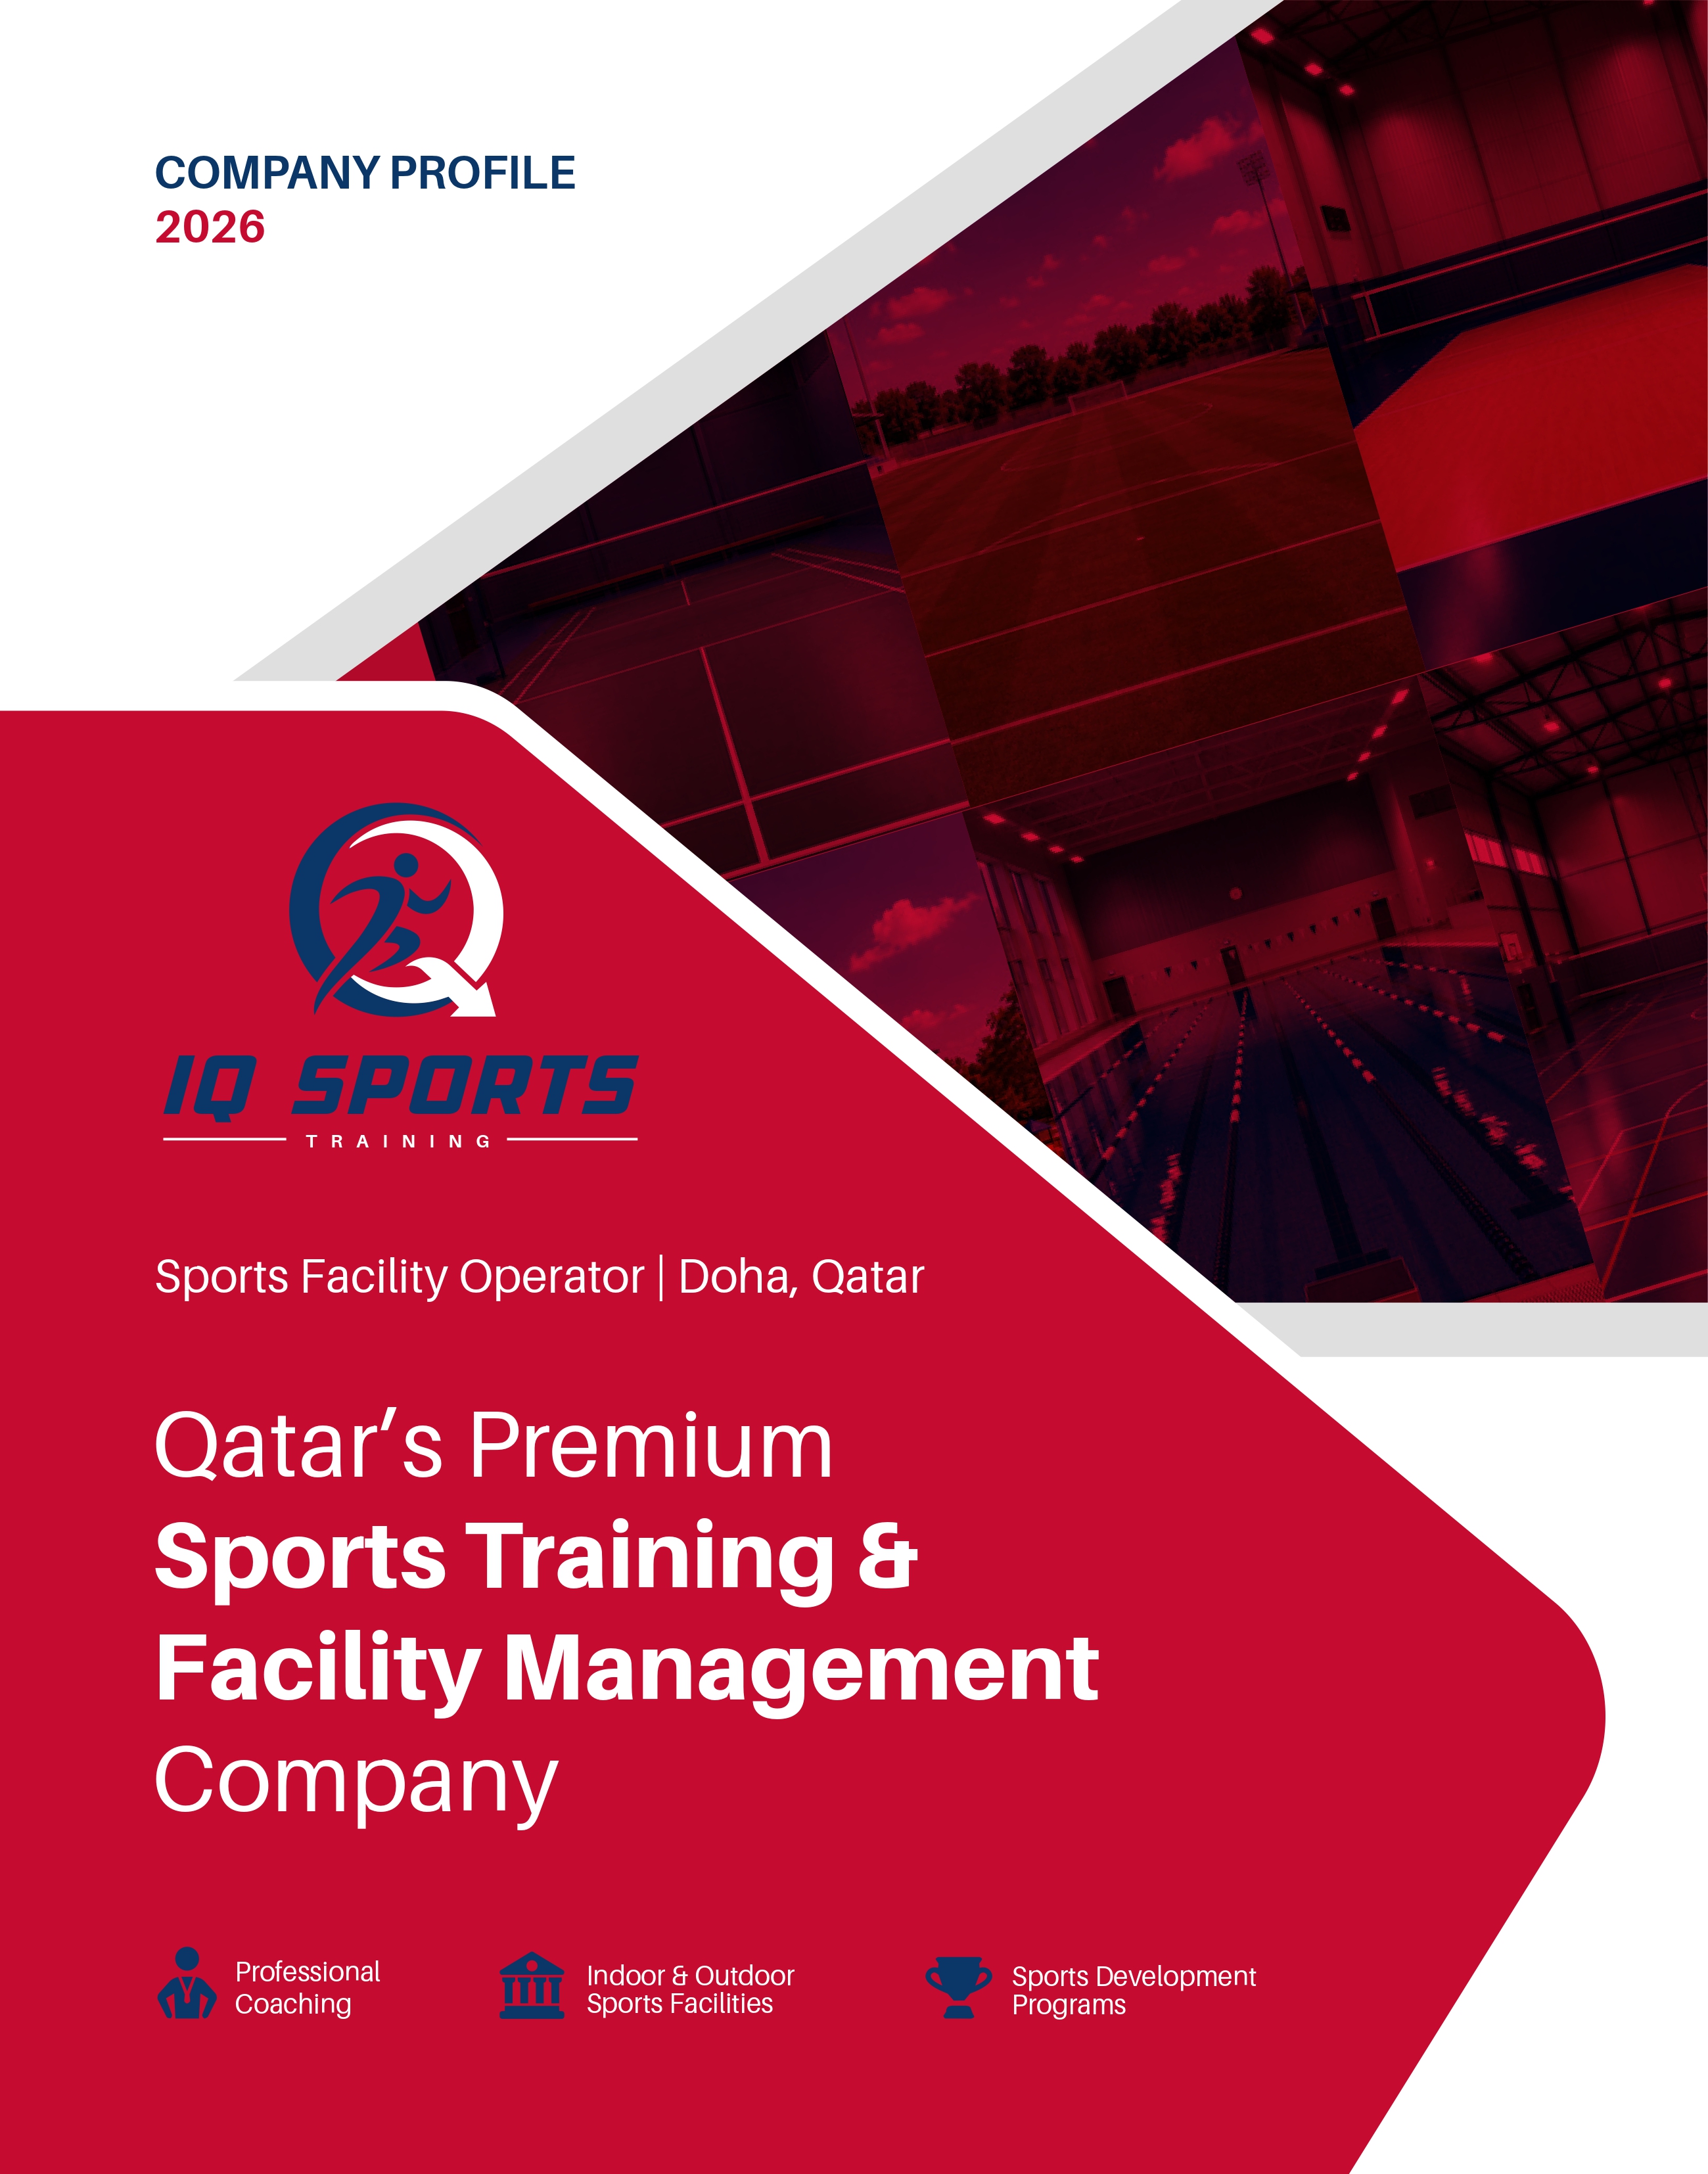 COMPANY PROFILE
2026
IQ SPORTS
TRAINING
Sports Facility Operator | Doha, Qatar
Qatar’s Premium
Sports Training &
Facility Management
Company
Professional
Coaching
Indoor & Outdoor
Sports Facilities
Sports Development
Programs